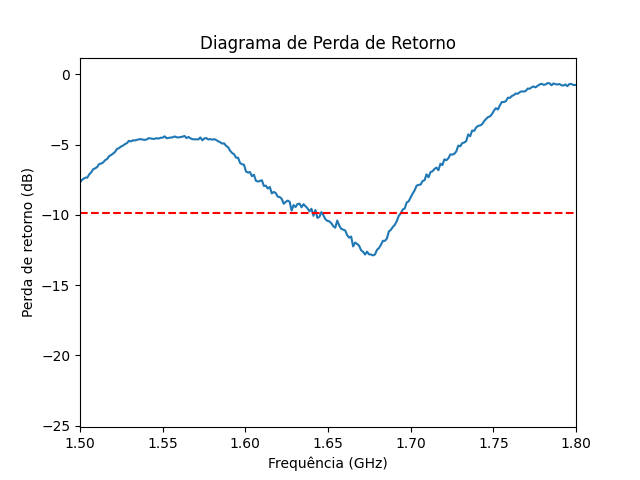 Diagrama de Perda de Retorno
Perda de retorno (dB)
0
−5
−10
−15
−20
−25
1.50 1.55 1.60 1.65 1.70 1.75 1.80
Frequência (GHz)